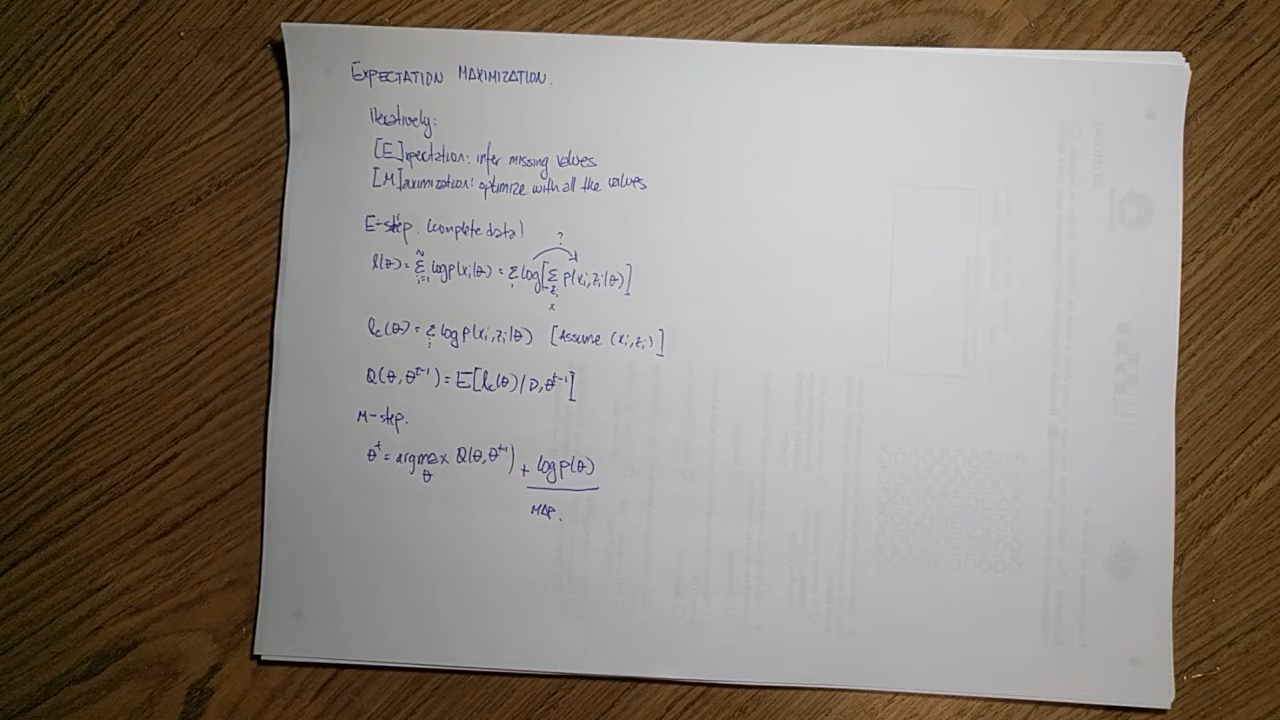 EXPECTATION MAXIMIZATION.
Iteratively:
[E]xpectation: infer missing values
[M]aximization: optimize with all the values
E-step. (complete data)
?
l(θ) = Σ_{i=1}^{N} log p(x_i|θ) = Σ_i log[Σ_{z_i} p(x_i, z_i|θ)]
x
l_c(θ) = Σ_i log p(x_i, z_i|θ) [Assume (x_i, z_i)]
Q(θ, θ^{t-1}) = E[l_c(θ) / D, θ^{t-1}]
M-step.
θ^t = argmax_θ Q(θ, θ^{t-1}) + log p(θ)
MAP.